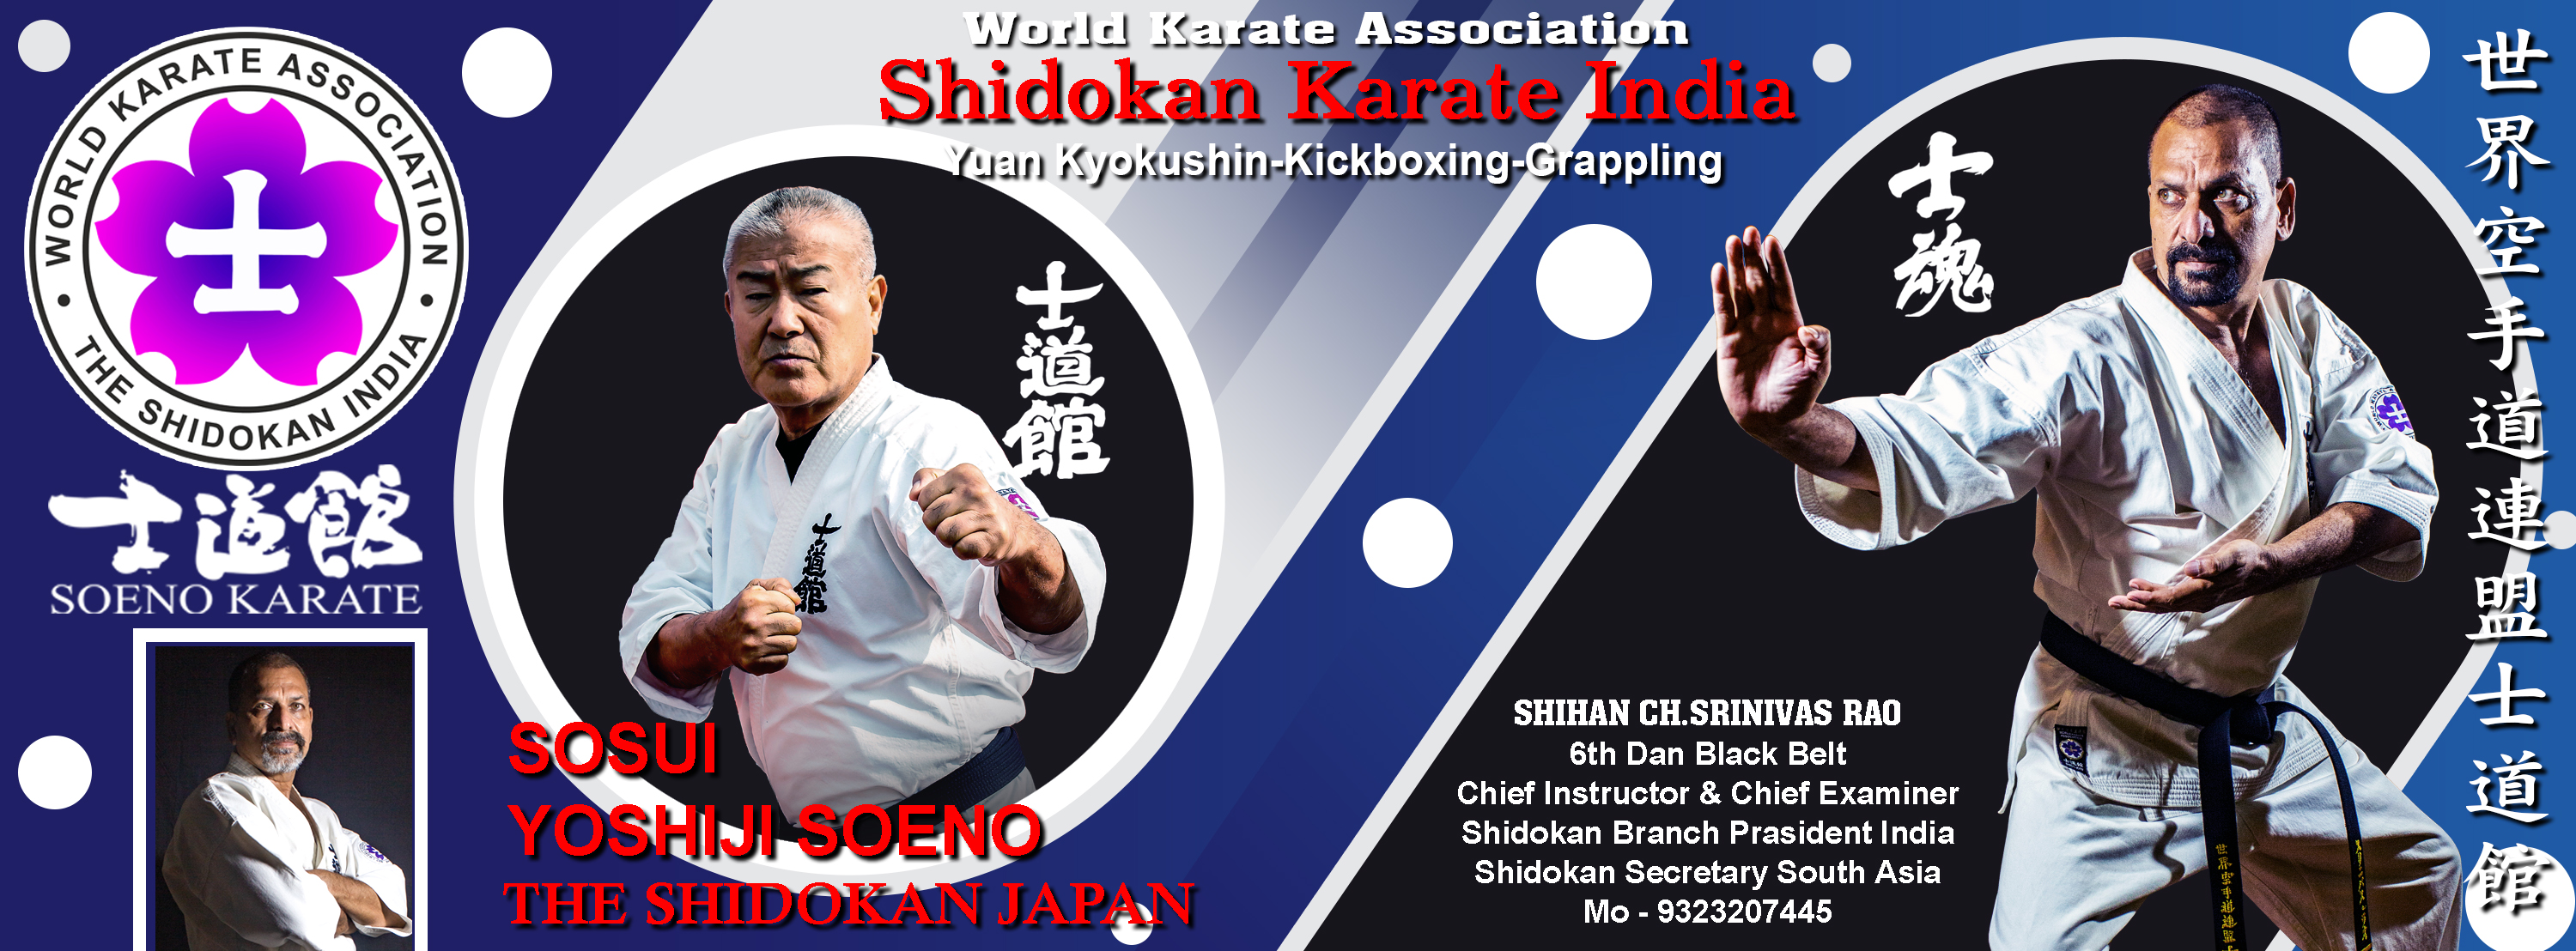 WORLD KARATE ASSOCIATION
士
THE SHIDOKAN INDIA
士道館
SOENO KARATE
World Karate Association
Shidokan Karate India
Yuan Kyokushin-Kickboxing-Grappling
士道館
士道館
SOSUI
YOSHIJI SOENO
THE SHIDOKAN JAPAN
士魂
SHIHAN CH.SRINIVAS RAO
6th Dan Black Belt
Chief Instructor & Chief Examiner
Shidokan Branch Prasident India
Shidokan Secretary South Asia
Mo - 9323207445
世界空手道連盟士道館